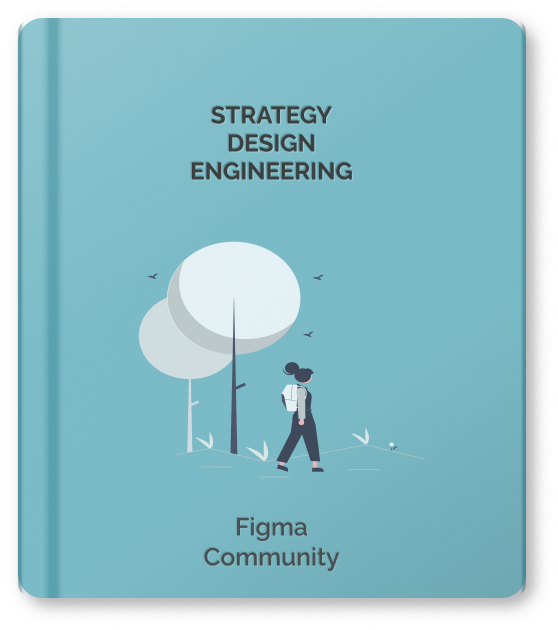 STRATEGY
DESIGN
ENGINEERING
Figma
Community